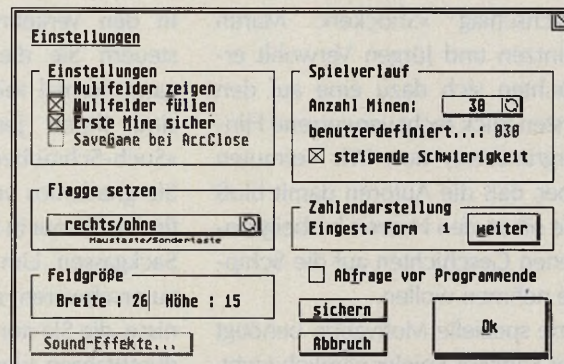 Einstellungen
Einstellungen
Nullfelder zeigen
Nullfelder füllen
Erste Mine sicher
SaveGame bei AccClose
Flagge setzen
rechts/ohne
Maustaste/Sondertaste
Feldgröße
Breite : 26 Höhe : 15
Sound-Effekte...
Spielverlauf
Anzahl Minen: 30
benutzerdefiniert... 030
steigende Schwierigkeit
Zahlendarstellung
Eingest. Form 1 weiter
Abfrage vor Programmende
sichern
Abbruch
Ok